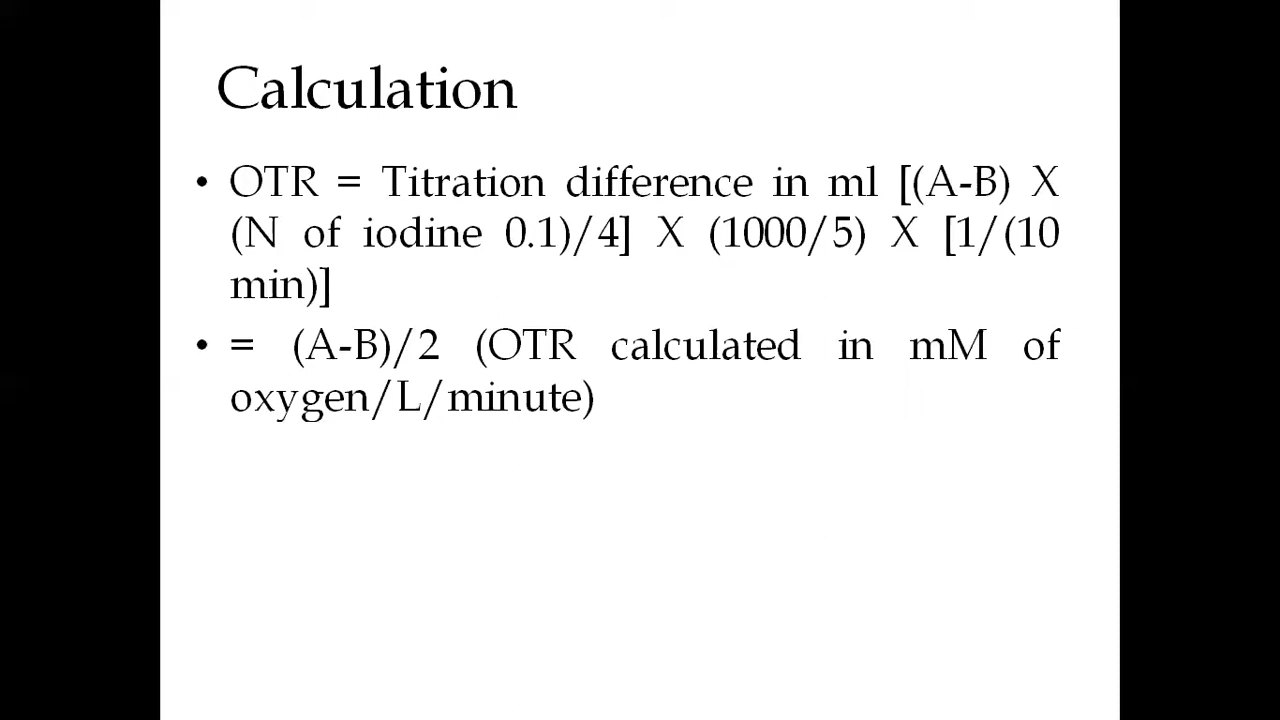 Calculation
• OTR = Titration difference in ml [(A-B) X
(N of iodine 0.1)/4] X (1000/5) X [1/(10
min)]
• = (A-B)/2 (OTR calculated in mM of
oxygen/L/minute)